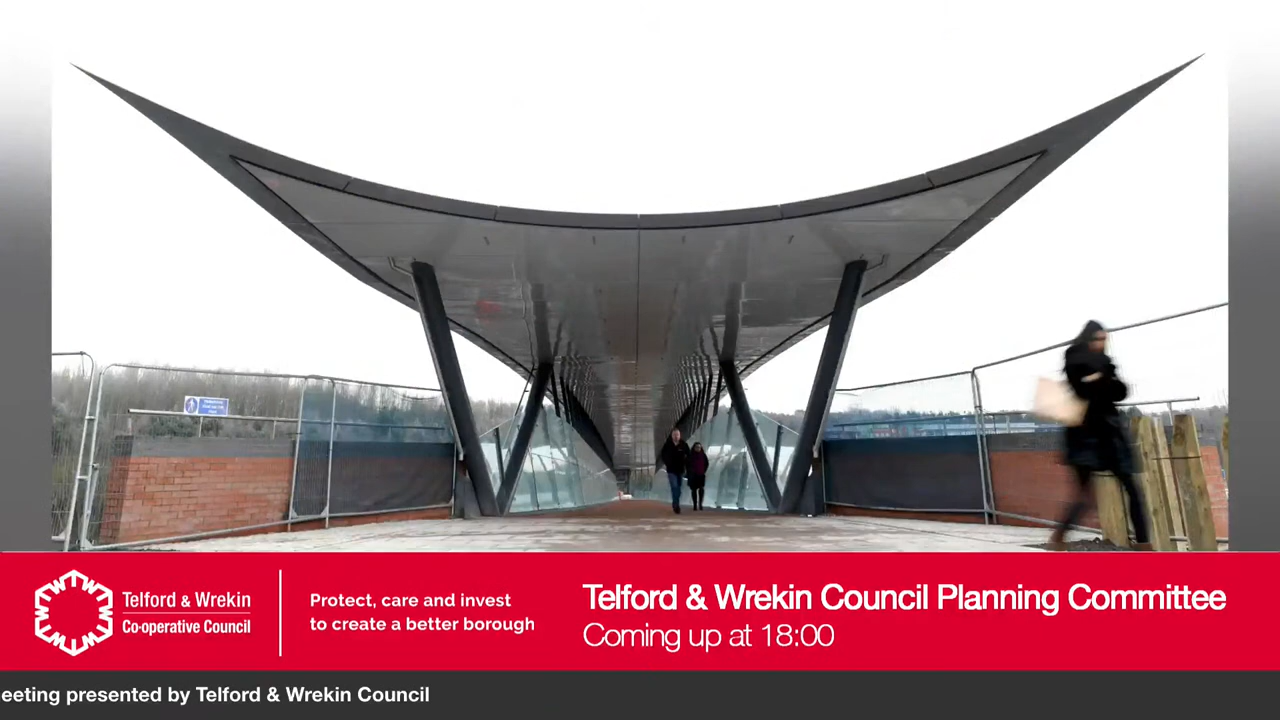 Telford & Wrekin
Co-operative Council
Protect, care and invest
to create a better borough
Telford & Wrekin Council Planning Committee
Coming up at 18:00
eeting presented by Telford & Wrekin Council